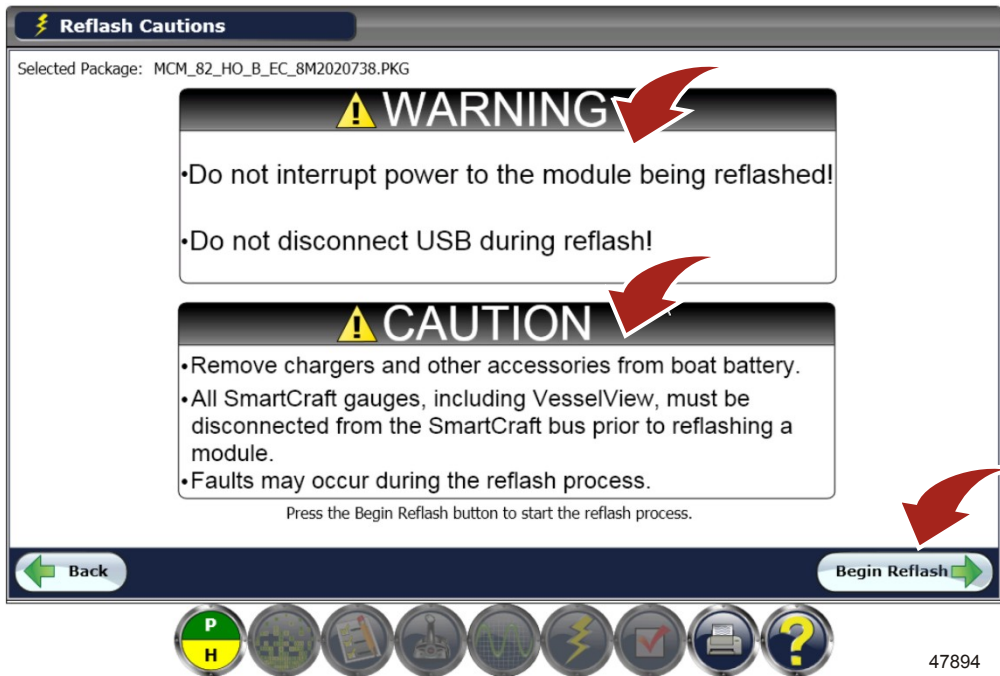 Reflash Cautions
Selected Package: MCM_82_HO_B_EC_8M2020738.PKG
WARNING
•Do not interrupt power to the module being reflashed!
•Do not disconnect USB during reflash!
CAUTION
•Remove chargers and other accessories from boat battery.
•All SmartCraft gauges, including VesselView, must be
disconnected from the SmartCraft bus prior to reflashing a
module.
•Faults may occur during the reflash process.
Press the Begin Reflash button to start the reflash process.
Back
Begin Reflash
P
H
?
47894